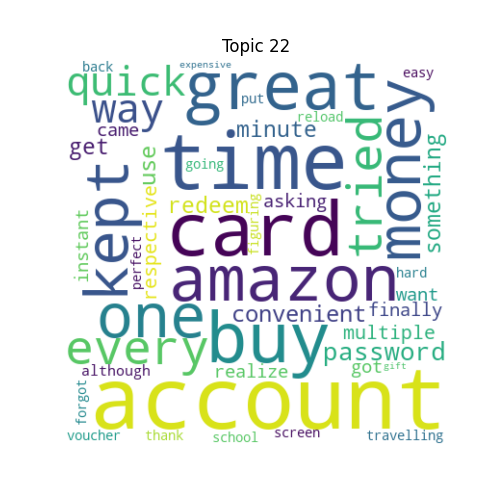 Topic 22
back expensive easy
quick great
way put
came reload
minute
get going
time
kept use tried money something
instant perfect respective redeem figuring asking
card
amazon hard
want
one buy convenient finally
every multiple
password
although realize got gift
forgot account
voucher thank school screen travelling